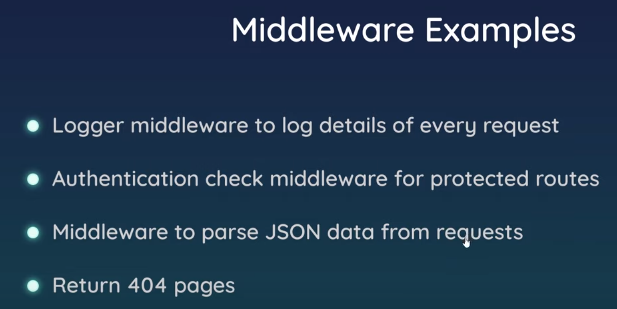 Middleware Examples
Logger middleware to log details of every request
Authentication check middleware for protected routes
Middleware to parse JSON data from requests
Return 404 pages